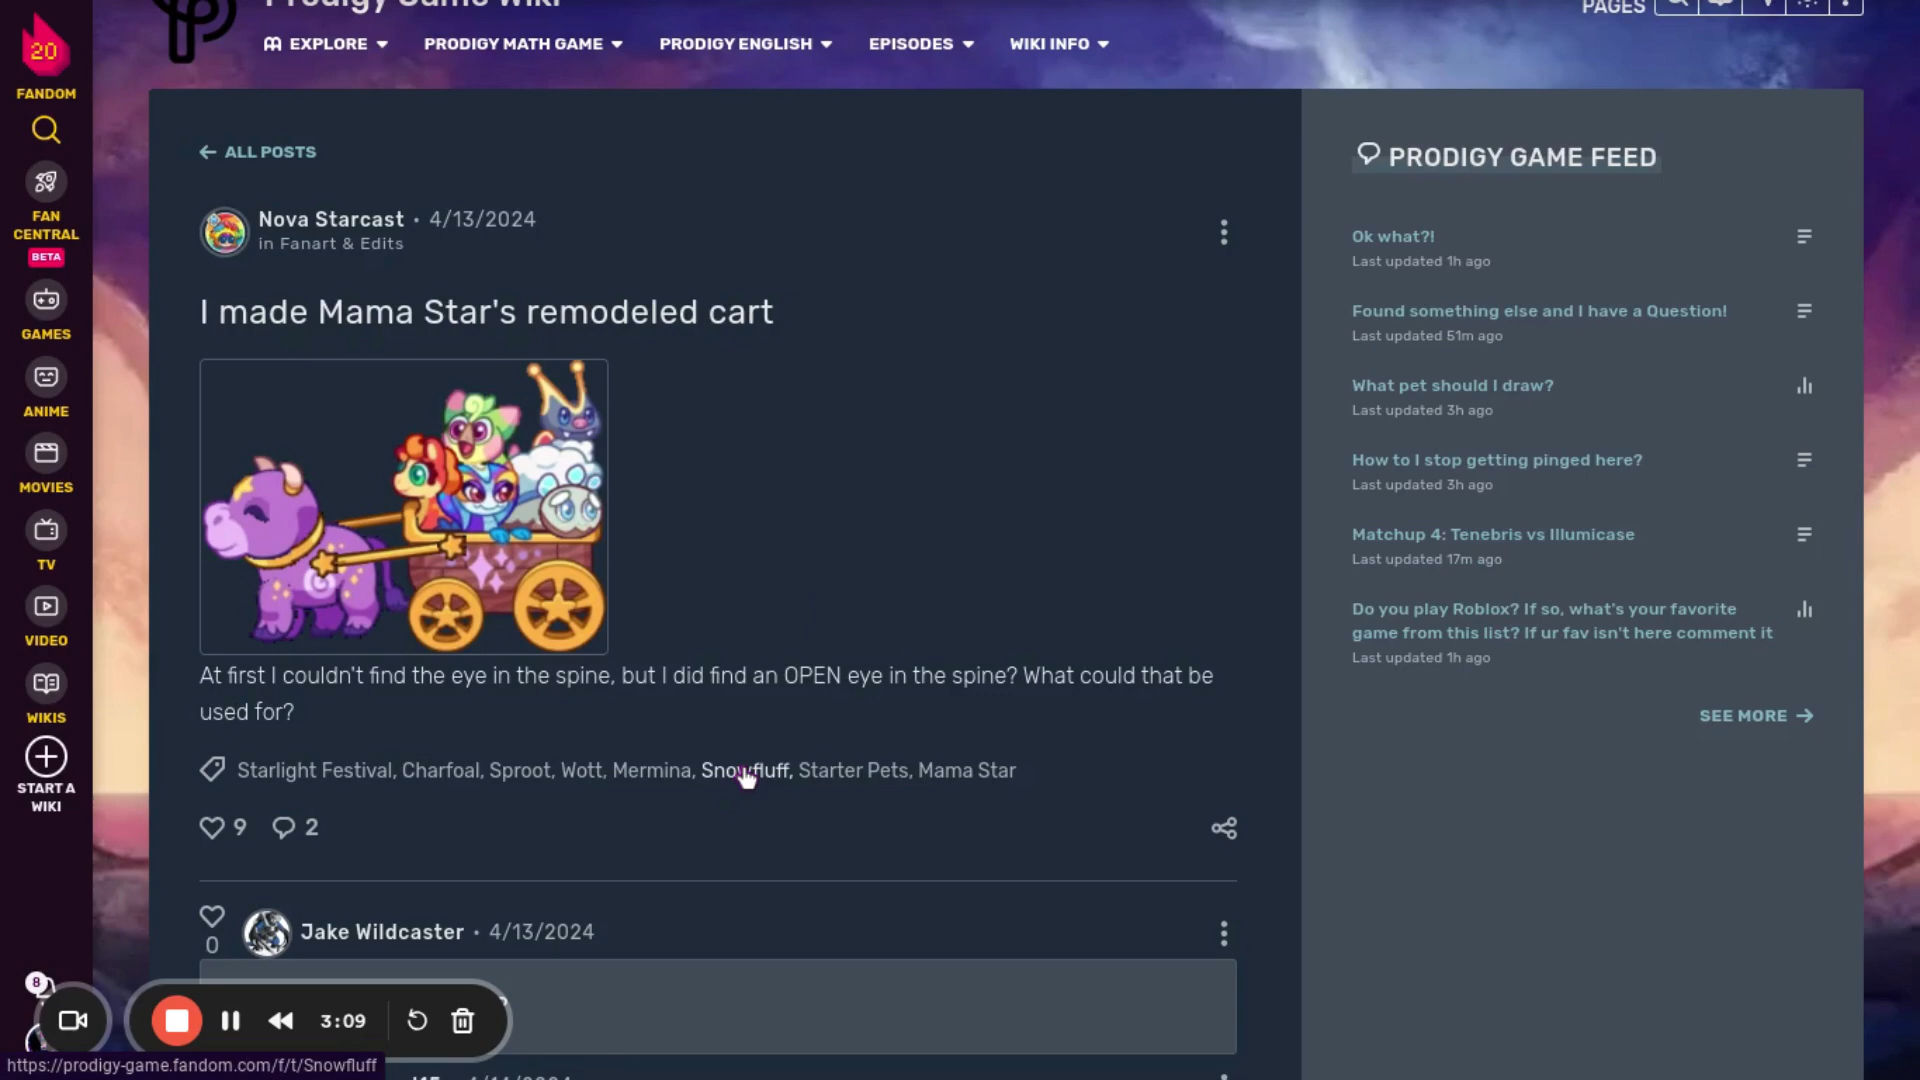 Prodigy Game Wiki
PAGES
20
EXPLORE
PRODIGY MATH GAME
PRODIGY ENGLISH
EPISODES
WIKI INFO
FANDOM
FAN
CENTRAL
BETA
GAMES
ANIME
MOVIES
TV
VIDEO
WIKIS
START A
WIKI
8
ALL POSTS
Nova Starcast • 4/13/2024
in Fanart & Edits
I made Mama Star's remodeled cart
At first I couldn't find the eye in the spine, but I did find an OPEN eye in the spine? What could that be
used for?
Starlight Festival, Charfoal, Sproot, Wott, Mermina, Snowfluff, Starter Pets, Mama Star
9 2
0
Jake Wildcaster • 4/13/2024
3:09
https://prodigy-game.fandom.com/f/t/Snowfluff
PRODIGY GAME FEED
Ok what?!
Last updated 1h ago
Found something else and I have a Question!
Last updated 51m ago
What pet should I draw?
Last updated 3h ago
How to I stop getting pinged here?
Last updated 3h ago
Matchup 4: Tenebris vs Illumicase
Last updated 17m ago
Do you play Roblox? If so, what's your favorite
game from this list? If ur fav isn't here comment it
Last updated 1h ago
SEE MORE